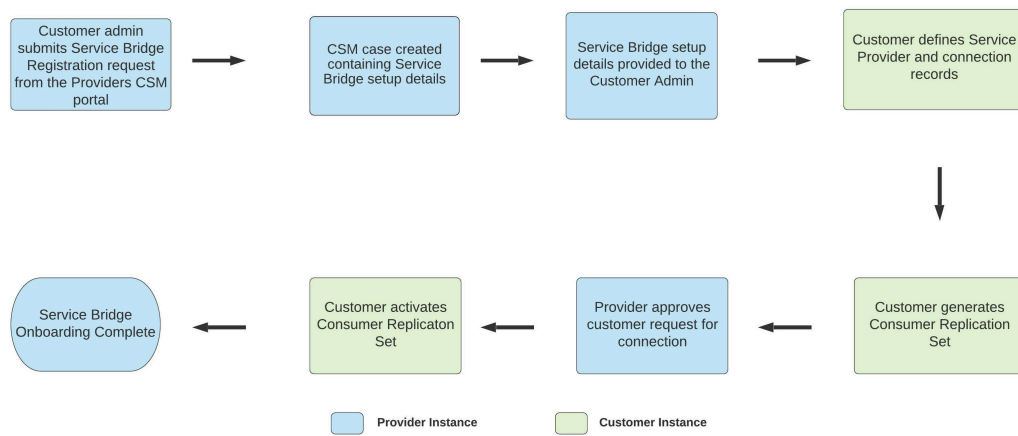 Customer admin
submits Service Bridge
Registration request
from the Providers CSM
portal
CSM case created
containing Service
Bridge setup details
Service Bridge setup
details provided to the
Customer Admin
Customer defines Service
Provider and connection
records
Customer generates
Consumer Replication
Set
Provider approves
customer request for
connection
Customer activates
Consumer Replicaton
Set
Service Bridge
Onboarding Complete
Provider Instance
Customer Instance